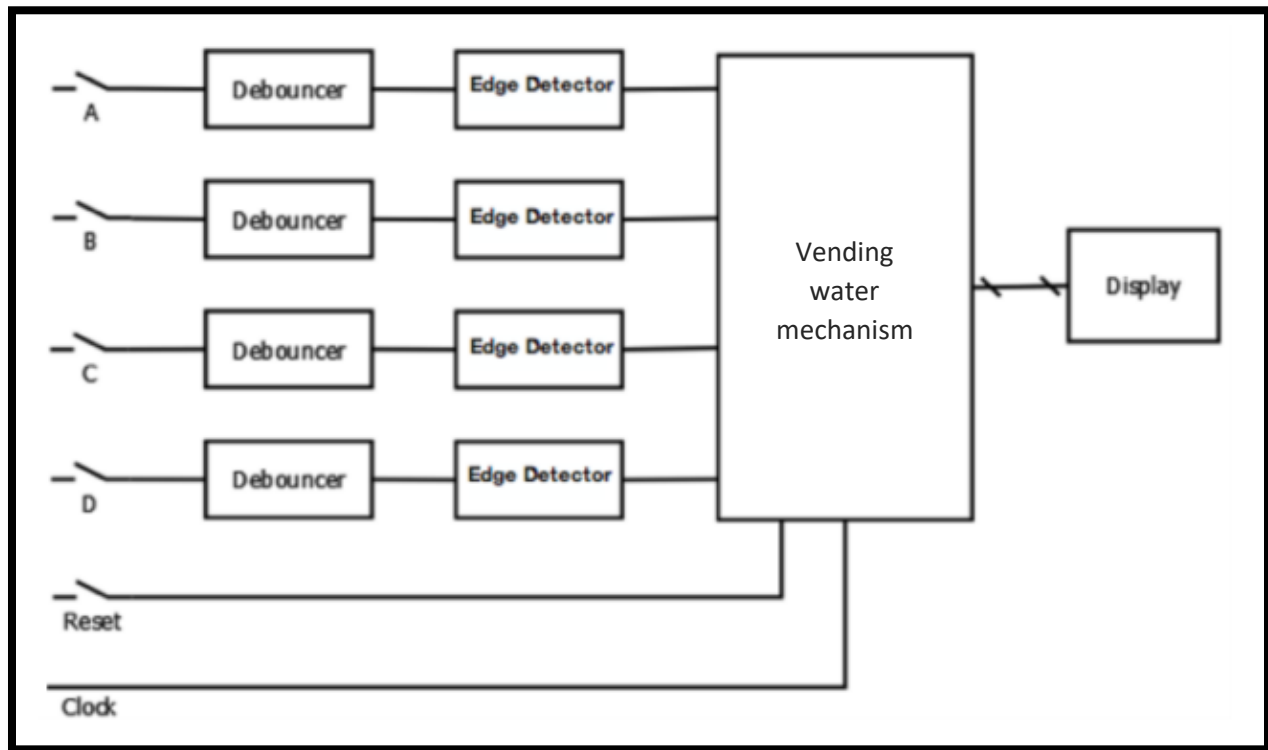 Debouncer
Edge Detector
A
Debouncer
Edge Detector
B
Vending
water
mechanism
Display
Debouncer
Edge Detector
C
Debouncer
Edge Detector
D
Reset
Clock